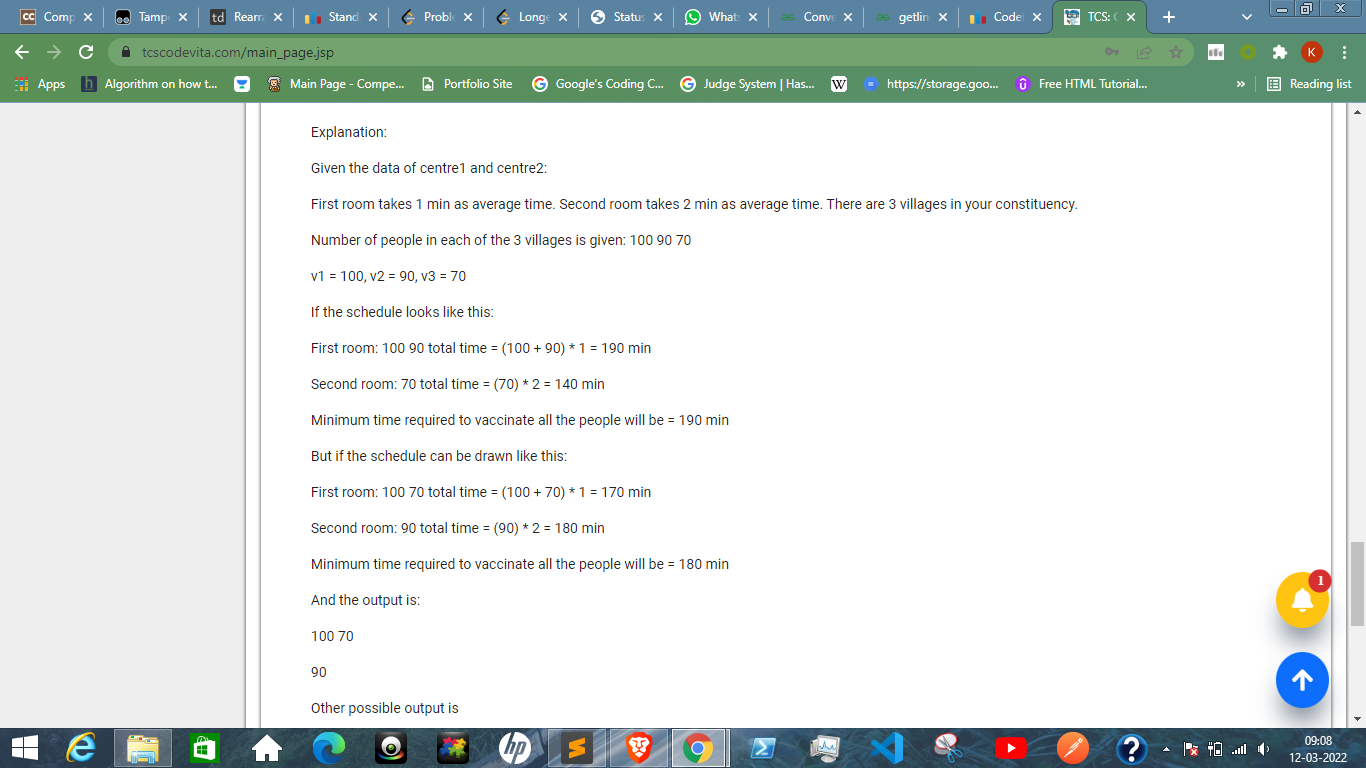 Comp
Tamp
td Rearra
Stand
Proble
Longe
Status
Whats
Conve
getlin
Codef
TCS: C
tcscodevita.com/main_page.jsp
K
Apps
h Algorithm on how t...
Main Page - Compe...
Portfolio Site
Google's Coding C...
Judge System | Has...
W
https://storage.goo...
Free HTML Tutorial...
»
Reading list
Explanation:
Given the data of centre1 and centre2:
First room takes 1 min as average time. Second room takes 2 min as average time. There are 3 villages in your constituency.
Number of people in each of the 3 villages is given: 100 90 70
v1 = 100, v2 = 90, v3 = 70
If the schedule looks like this:
First room: 100 90 total time = (100 + 90) * 1 = 190 min
Second room: 70 total time = (70) * 2 = 140 min
Minimum time required to vaccinate all the people will be = 190 min
But if the schedule can be drawn like this:
First room: 100 70 total time = (100 + 70) * 1 = 170 min
Second room: 90 total time = (90) * 2 = 180 min
Minimum time required to vaccinate all the people will be = 180 min
And the output is:
1
100 70
90
Other possible output is
hp
09:08
12-03-2022